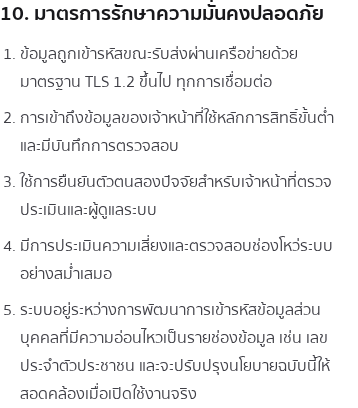 10. มาตรการรักษาความมั่นคงปลอดภัย
1. ข้อมูลถูกเข้ารหัสขณะรับส่งผ่านเครือข่ายด้วย
มาตรฐาน TLS 1.2 ขึ้นไป ทุกการเชื่อมต่อ
2. การเข้าถึงข้อมูลของเจ้าหน้าที่ใช้หลักการสิทธิ์ขั้นต่ำ
และมีบันทึกการตรวจสอบ
3. ใช้การยืนยันตัวตนสองปัจจัยสำหรับเจ้าหน้าที่ตรวจ
ประเมินและผู้ดูแลระบบ
4. มีการประเมินความเสี่ยงและตรวจสอบช่องโหว่ระบบ
อย่างสม่ำเสมอ
5. ระบบอยู่ระหว่างการพัฒนาการเข้ารหัสข้อมูลส่วน
บุคคลที่มีความอ่อนไหวเป็นรายช่องข้อมูล เช่น เลข
ประจำตัวประชาชน และจะปรับปรุงนโยบายฉบับนี้ให้
สอดคล้องเมื่อเปิดใช้งานจริง